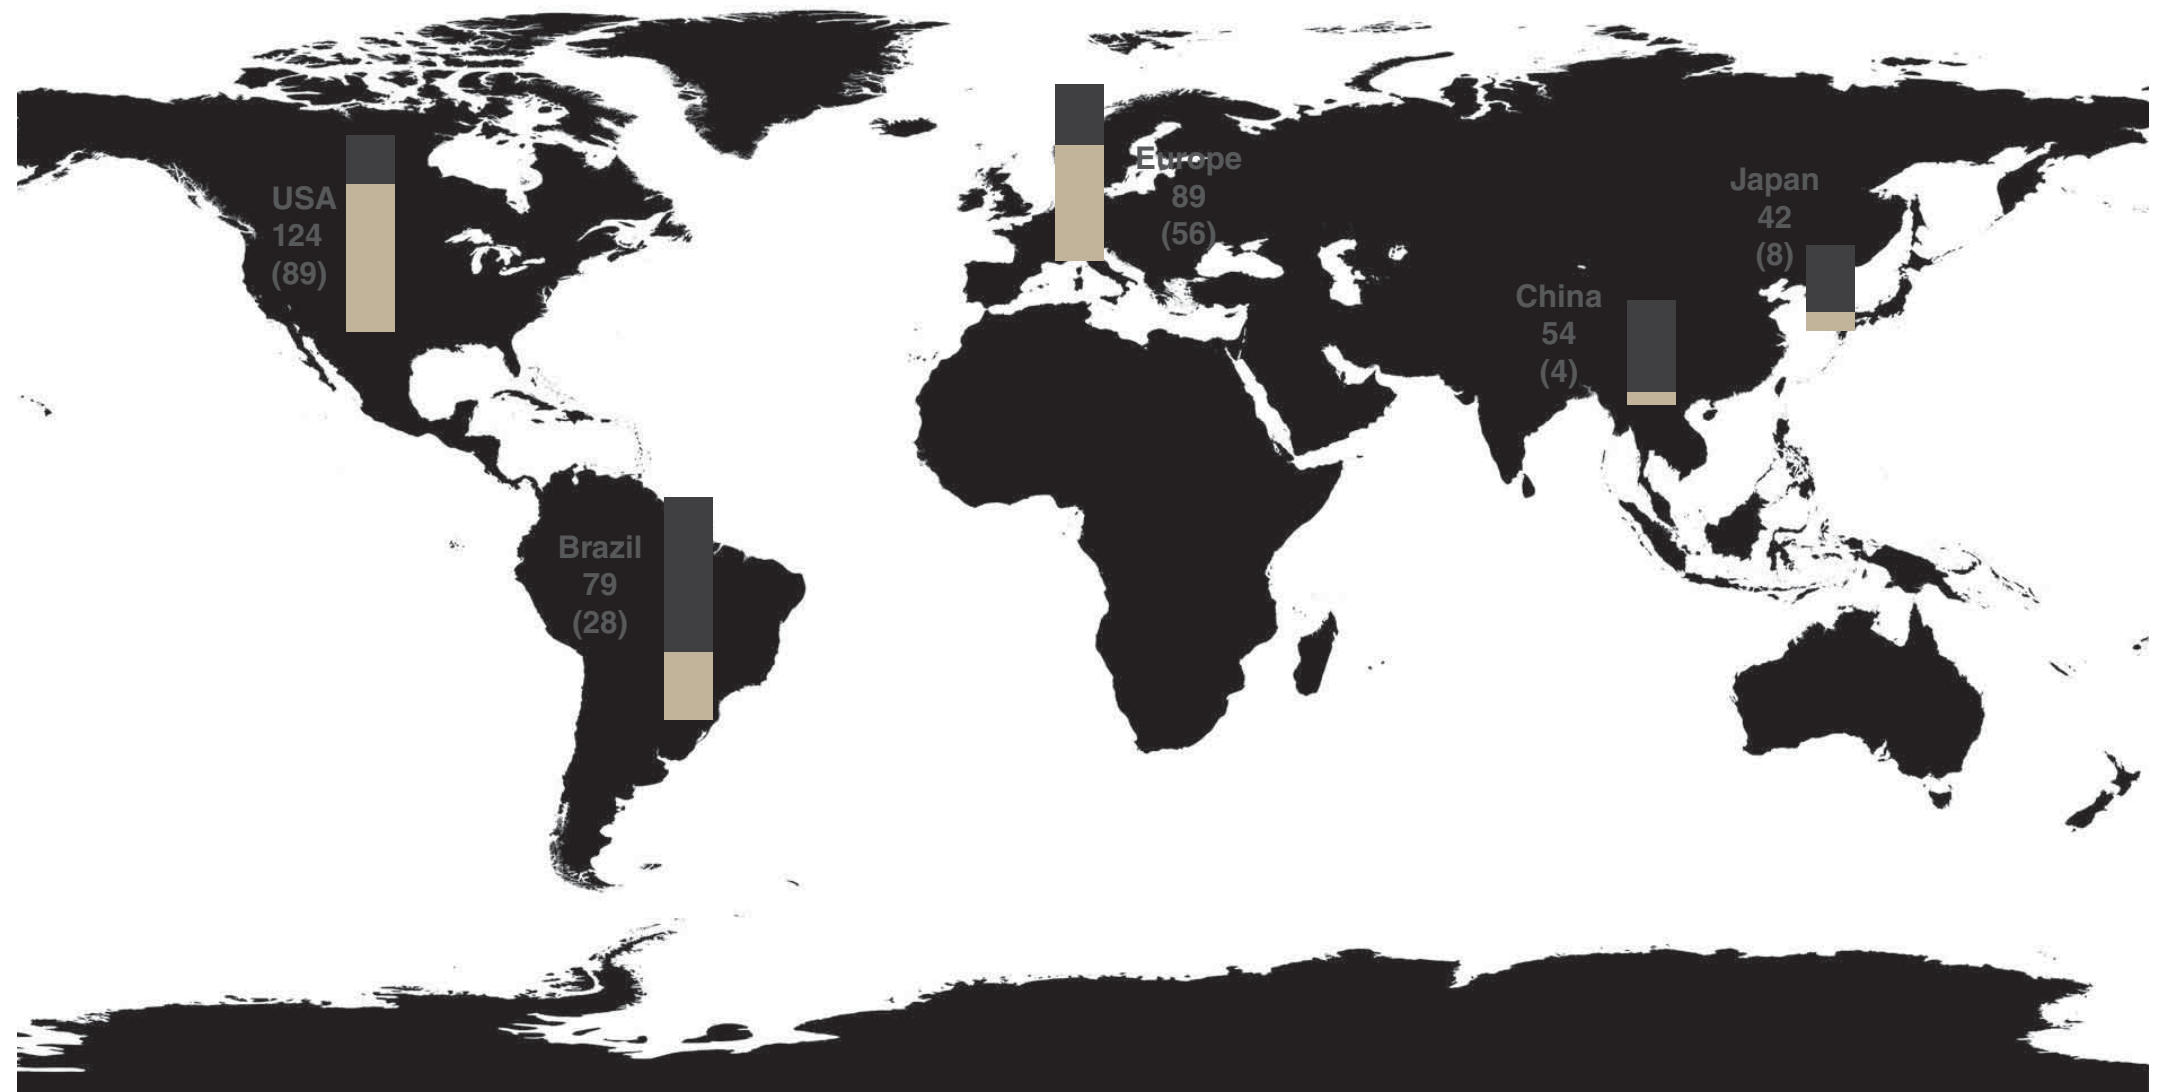 USA
124
(89)
Europe
89
(56)
Japan
42
(8)
China
54
(4)
Brazil
79
(28)